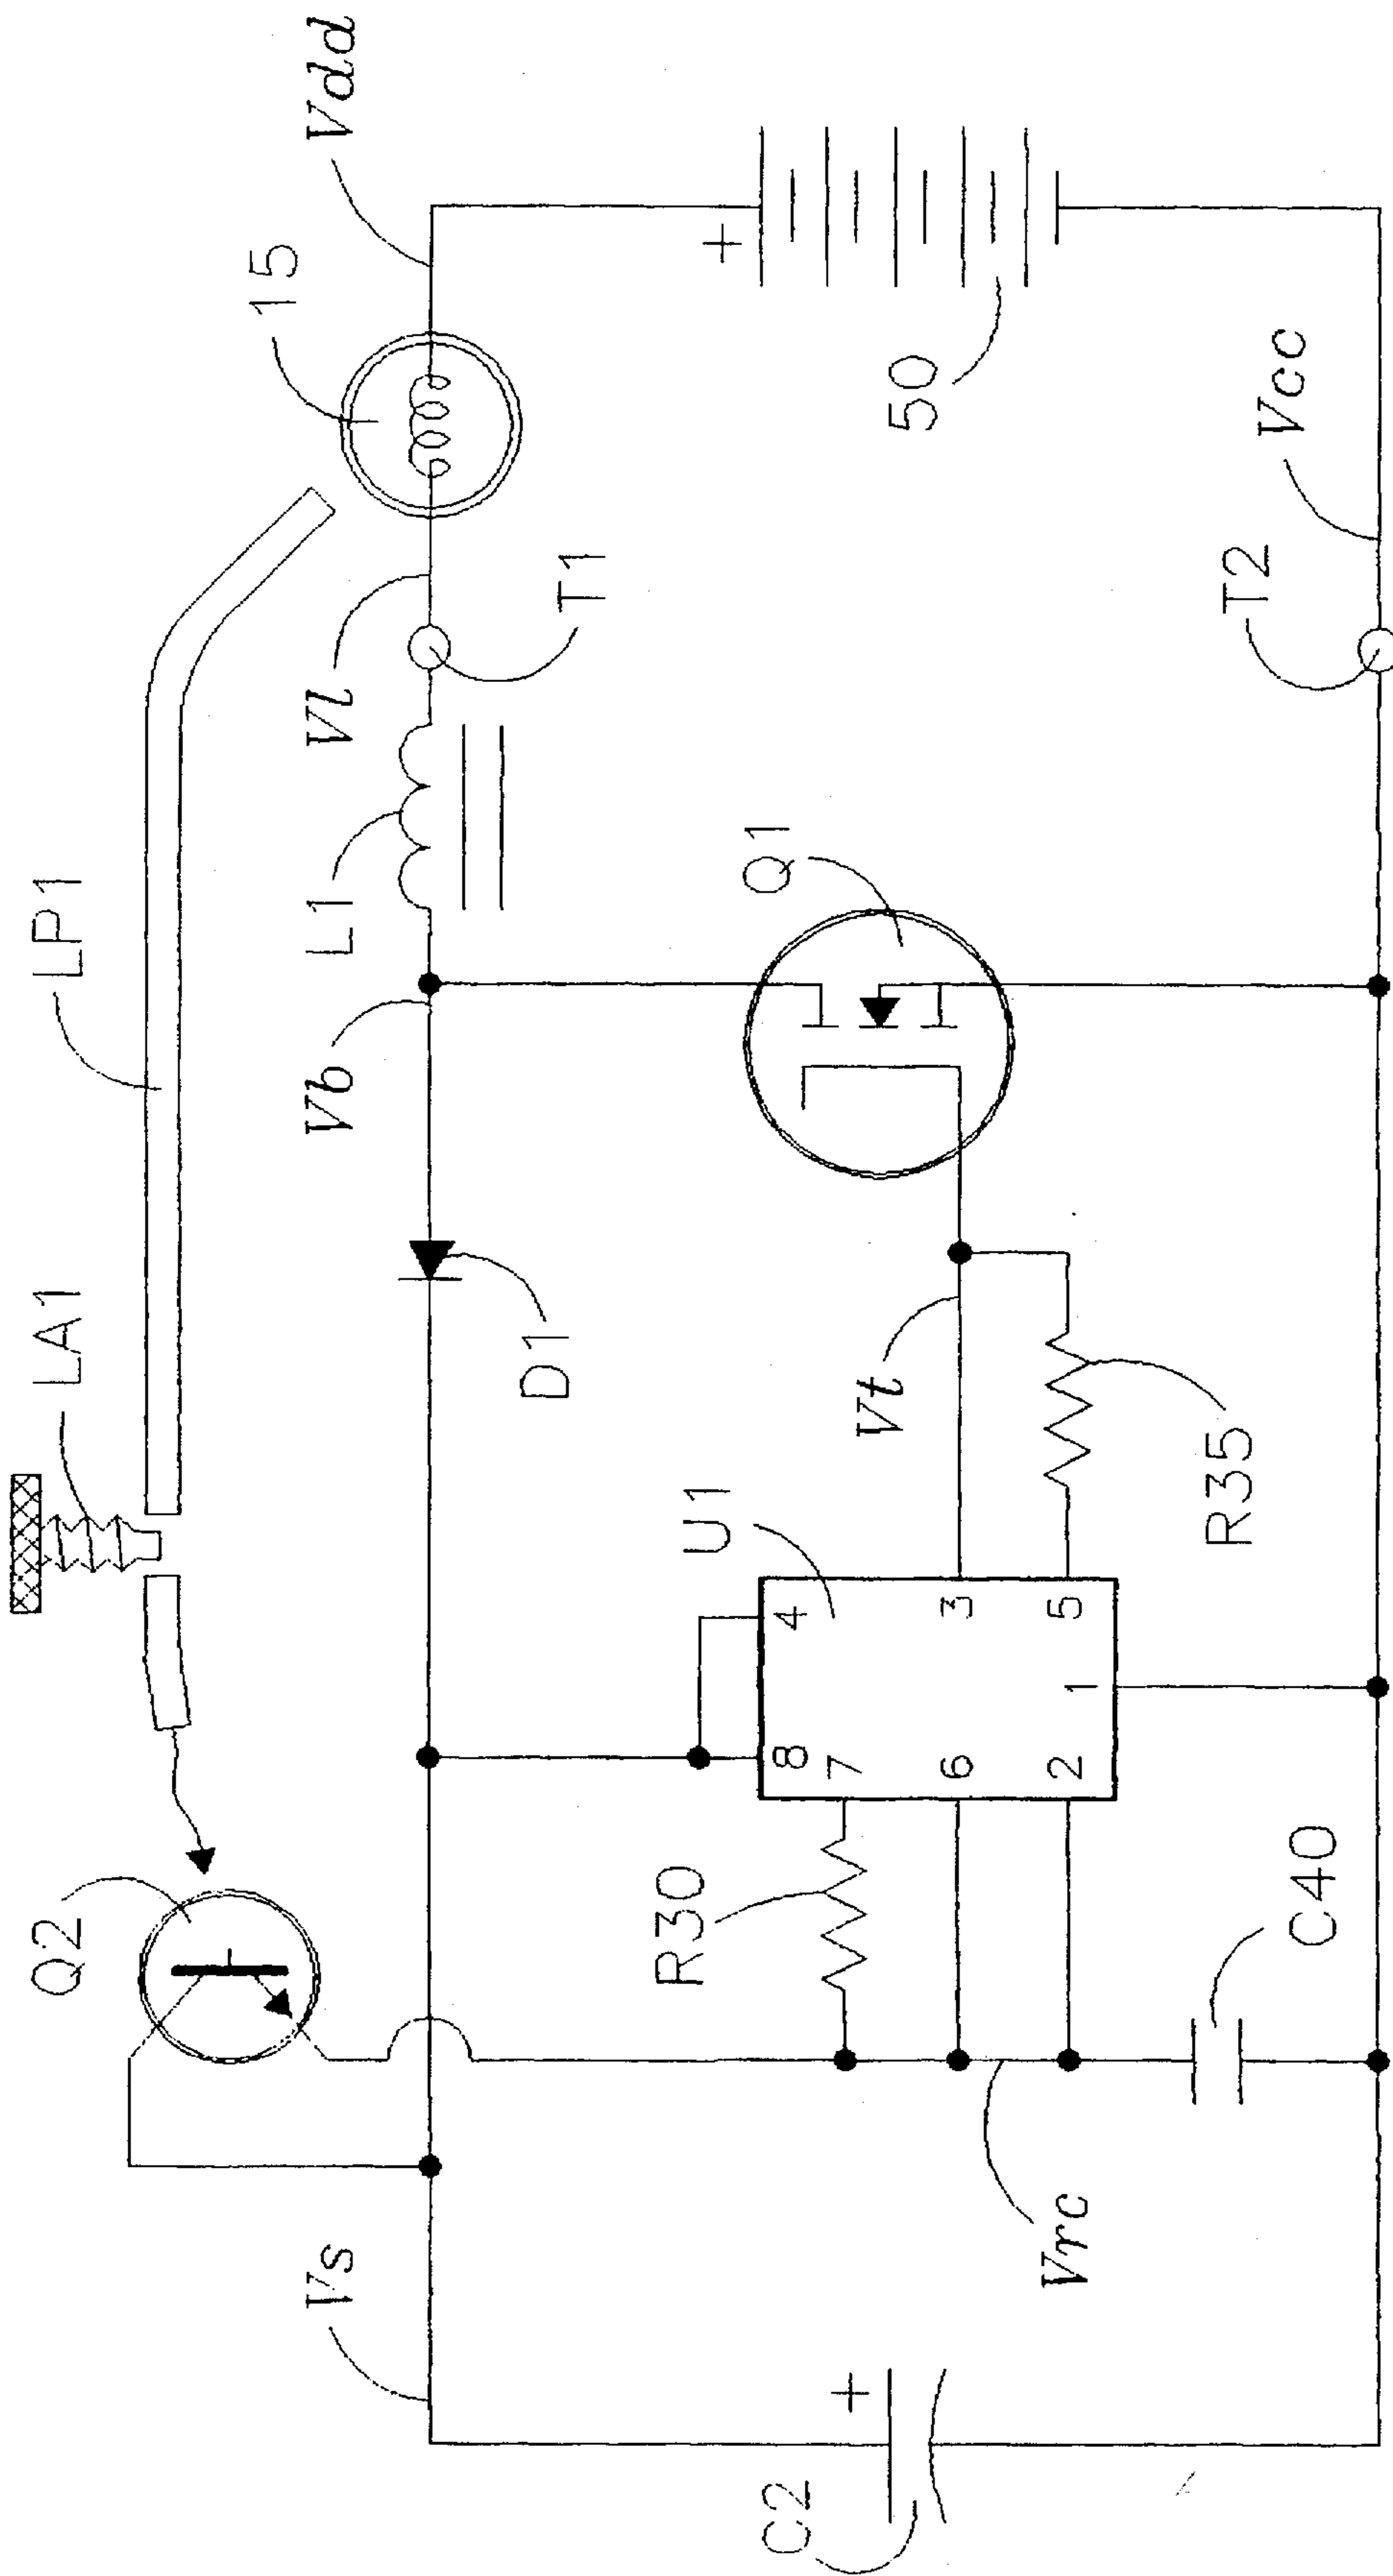 Q2
LA1
LP1
Vs
Vb
L1
Vl
15
Vdd
D1
T1
+
C2
R30
8
4
7
6
3
2
1
5
U1
Vt
Q1
+
50
Vrc
C40
R35
T2
Vcc